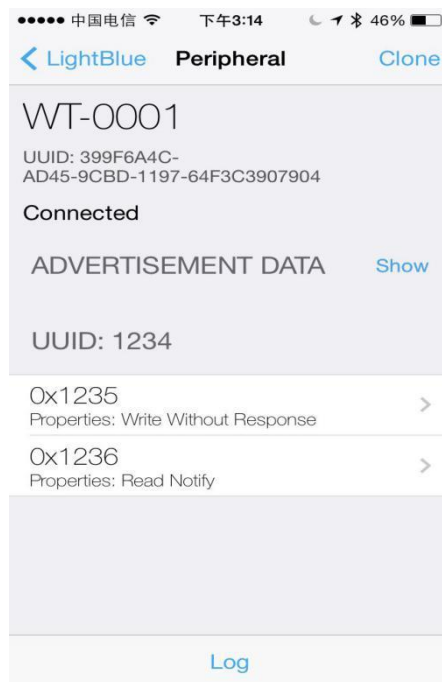 中国电信 下午3:14 46%
LightBlue Peripheral Clone
WT-0001
UUID: 399F6A4C-
AD45-9CBD-1197-64F3C3907904
Connected
ADVERTISEMENT DATA Show
UUID: 1234
0x1235
Properties: Write Without Response
0x1236
Properties: Read Notify
Log